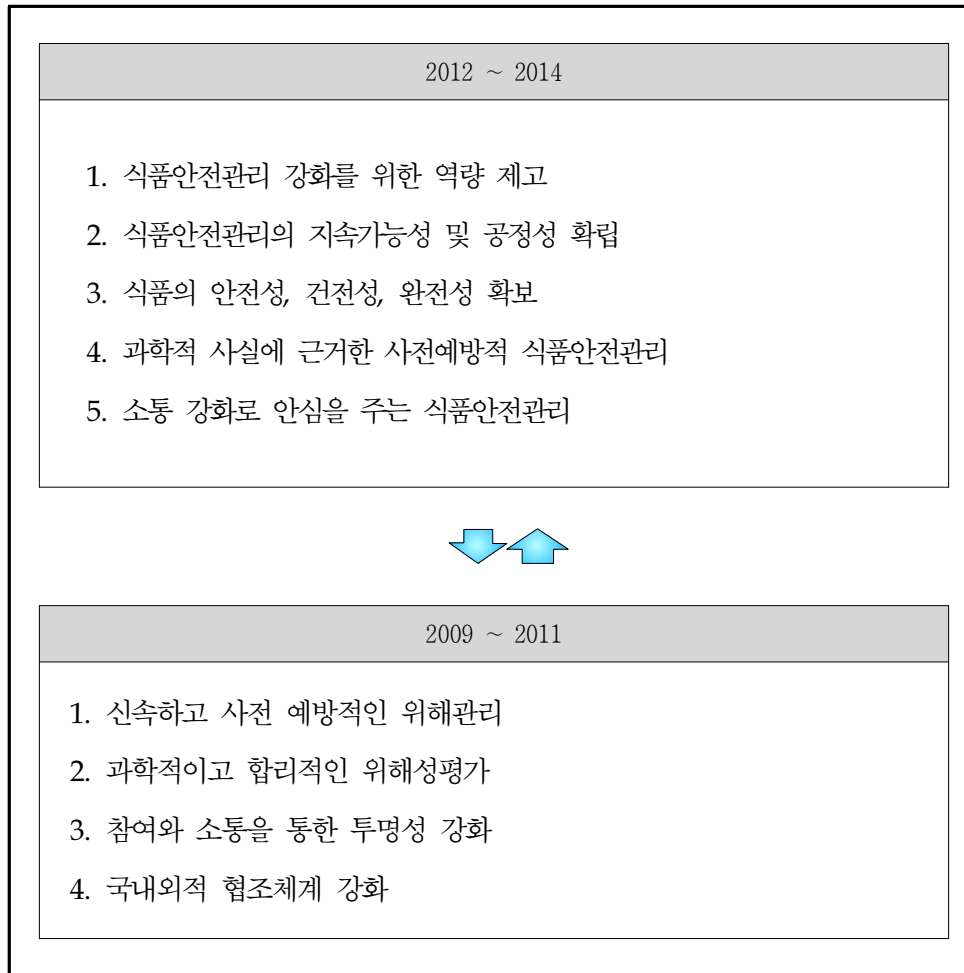 2012 ~ 2014
1. 식품안전관리 강화를 위한 역량 제고
2. 식품안전관리의 지속가능성 및 공정성 확립
3. 식품의 안전성, 건전성, 완전성 확보
4. 과학적 사실에 근거한 사전예방적 식품안전관리
5. 소통 강화로 안심을 주는 식품안전관리
2009 ~ 2011
1. 신속하고 사전 예방적인 위해관리
2. 과학적이고 합리적인 위해성평가
3. 참여와 소통을 통한 투명성 강화
4. 국내외적 협조체계 강화